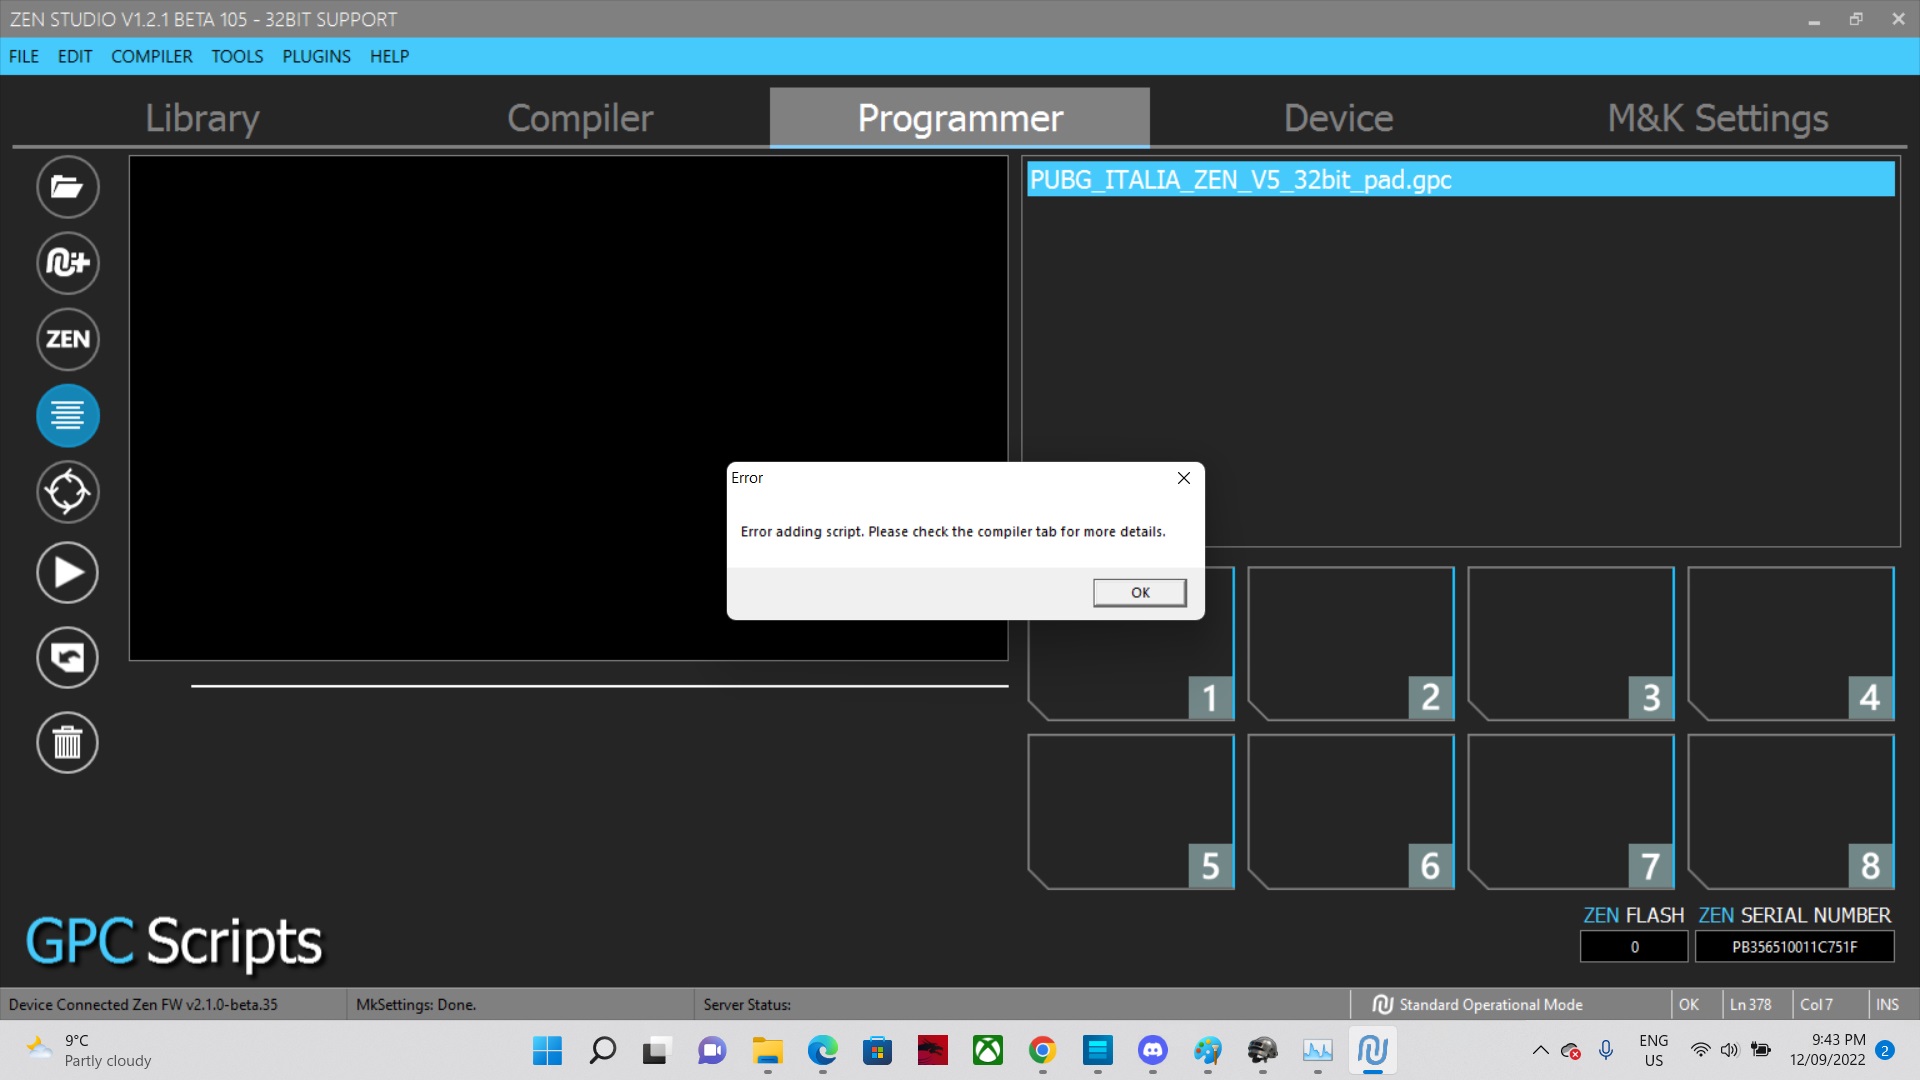 ZEN STUDIO V1.2.1 BETA 105 - 32BIT SUPPORT
FILE EDIT COMPILER TOOLS PLUGINS HELP
Library Compiler Programmer Device M&K Settings
PUBG_ITALIA_ZEN_V5_32bit_pad.gpc
ZEN
Error
Error adding script. Please check the compiler tab for more details.
OK
1 2 3 4
5 6 7 8
GPC Scripts
ZEN FLASH ZEN SERIAL NUMBER
0 PB356510011C751F
Device Connected Zen FW v2.1.0-beta.35 MkSettings: Done. Server Status: Standard Operational Mode OK Ln 378 Col 7 INS
9°C
Partly cloudy
ENG
US
9:43 PM
12/09/2022
2